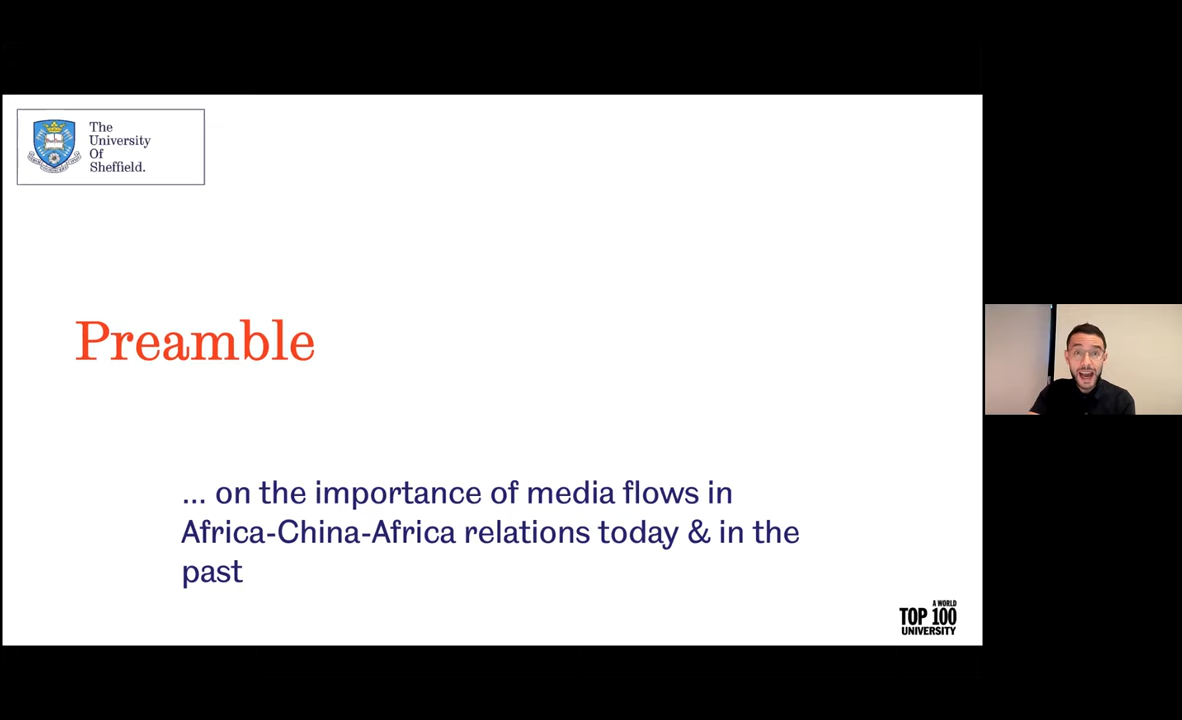 The
University
Of
Sheffield.
Preamble
... on the importance of media flows in
Africa-China-Africa relations today & in the
past
A WORLD
TOP 100
UNIVERSITY